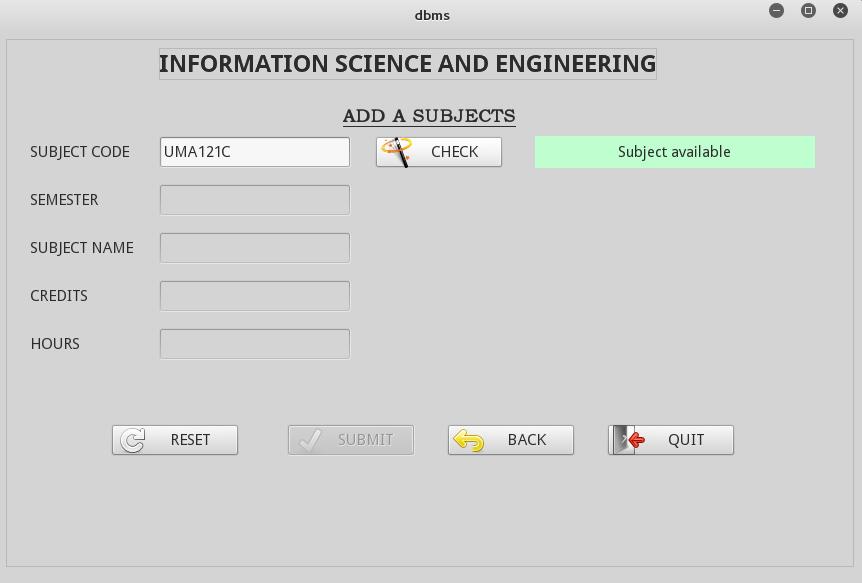 dbms
INFORMATION SCIENCE AND ENGINEERING
ADD A SUBJECTS
SUBJECT CODE UMA121C CHECK Subject available
SEMESTER
SUBJECT NAME
CREDITS
HOURS
RESET SUBMIT BACK QUIT